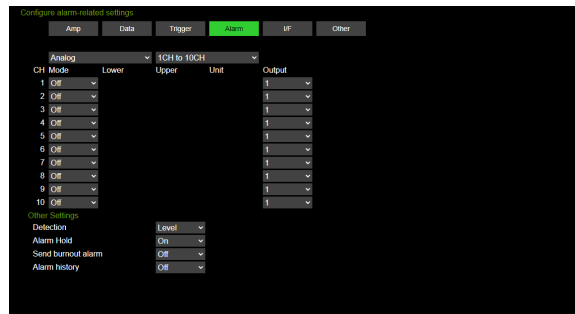 Configure alarm-related settings
Amp Data Trigger Alarm I/F Other
Analog 1CH to 10CH
CH Mode Lower Upper Unit Output
1 Off 1
2 Off 1
3 Off 1
4 Off 1
5 Off 1
6 Off 1
7 Off 1
8 Off 1
9 Off 1
10 Off 1
Other Settings
Detection Level
Alarm Hold On
Send burnout alarm Off
Alarm history Off